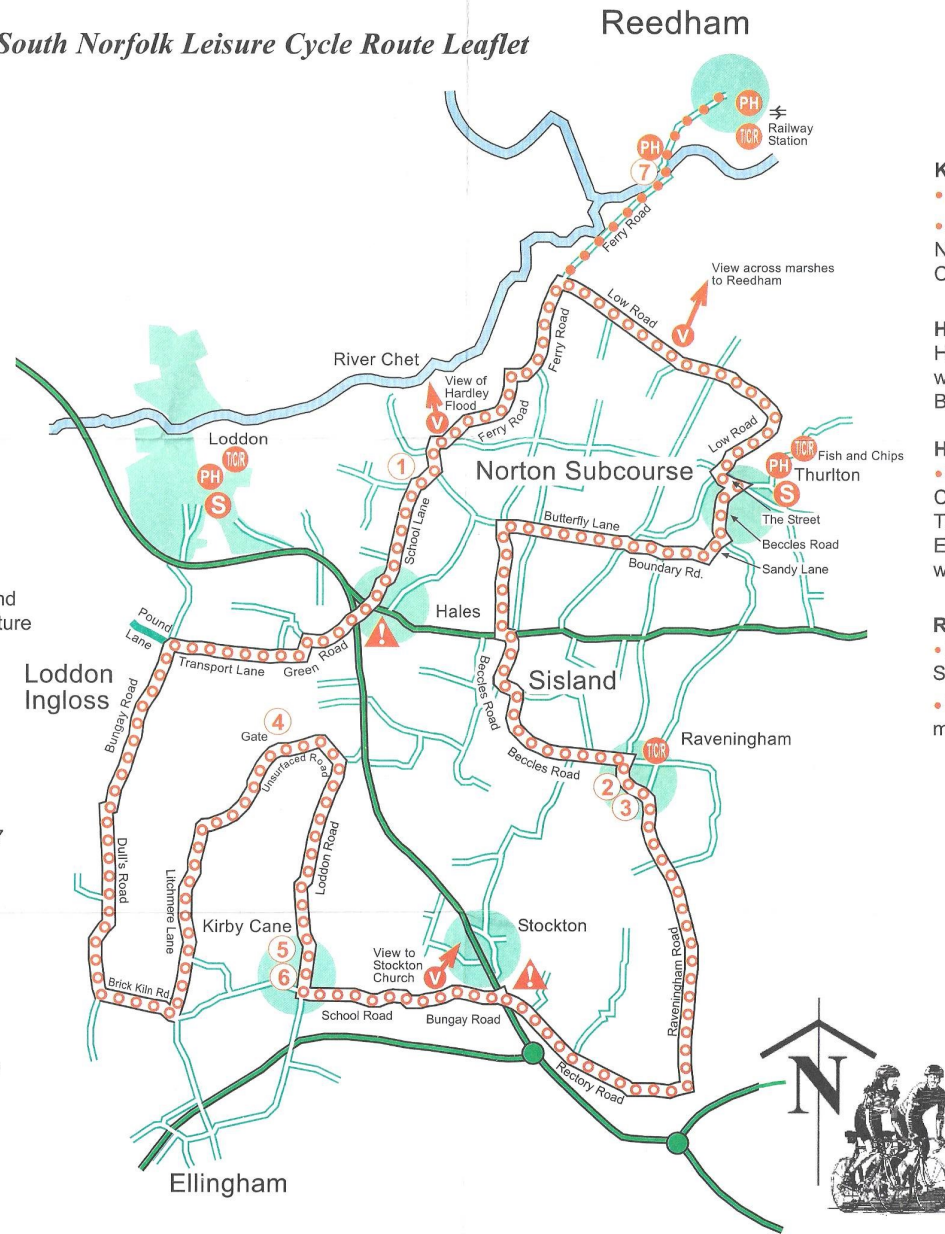 Reedham
South Norfolk Leisure Cycle Route Leaflet
PH
T/C/R
Railway
Station
PH
7
Ferry Road
View across marshes
to Reedham
V
Low Road
Ferry Road
River Chet
View of
Hardley
Flood
V
Ferry Road
Low Road
Loddon
T/C/R
PH
S
1
School Lane
Norton Subcourse
T/C/R
Fish and Chips
PH
Thurlton
S
The Street
Beccles Road
Sandy Lane
Butterfly Lane
Boundary Rd.
Hales
!
Pound
Lane
Transport Lane
Green Road
Loddon
Ingloss
Bungay Road
Beccles Road
Sisland
4
Gate
Unsurfaced Road
Beccles Road
T/C/R
Raveningham
2
3
Dull's Road
Litchmere Lane
Loddon Road
Kirby Cane
5
6
Stockton
View to
Stockton
Church
V
!
Raveningham Road
Brick Kiln Rd.
School Road
Bungay Road
Rectory Road
N
Ellingham
K
N
C
H
H
w
B
H
C
T
E
w
R
S
m
nd
ture